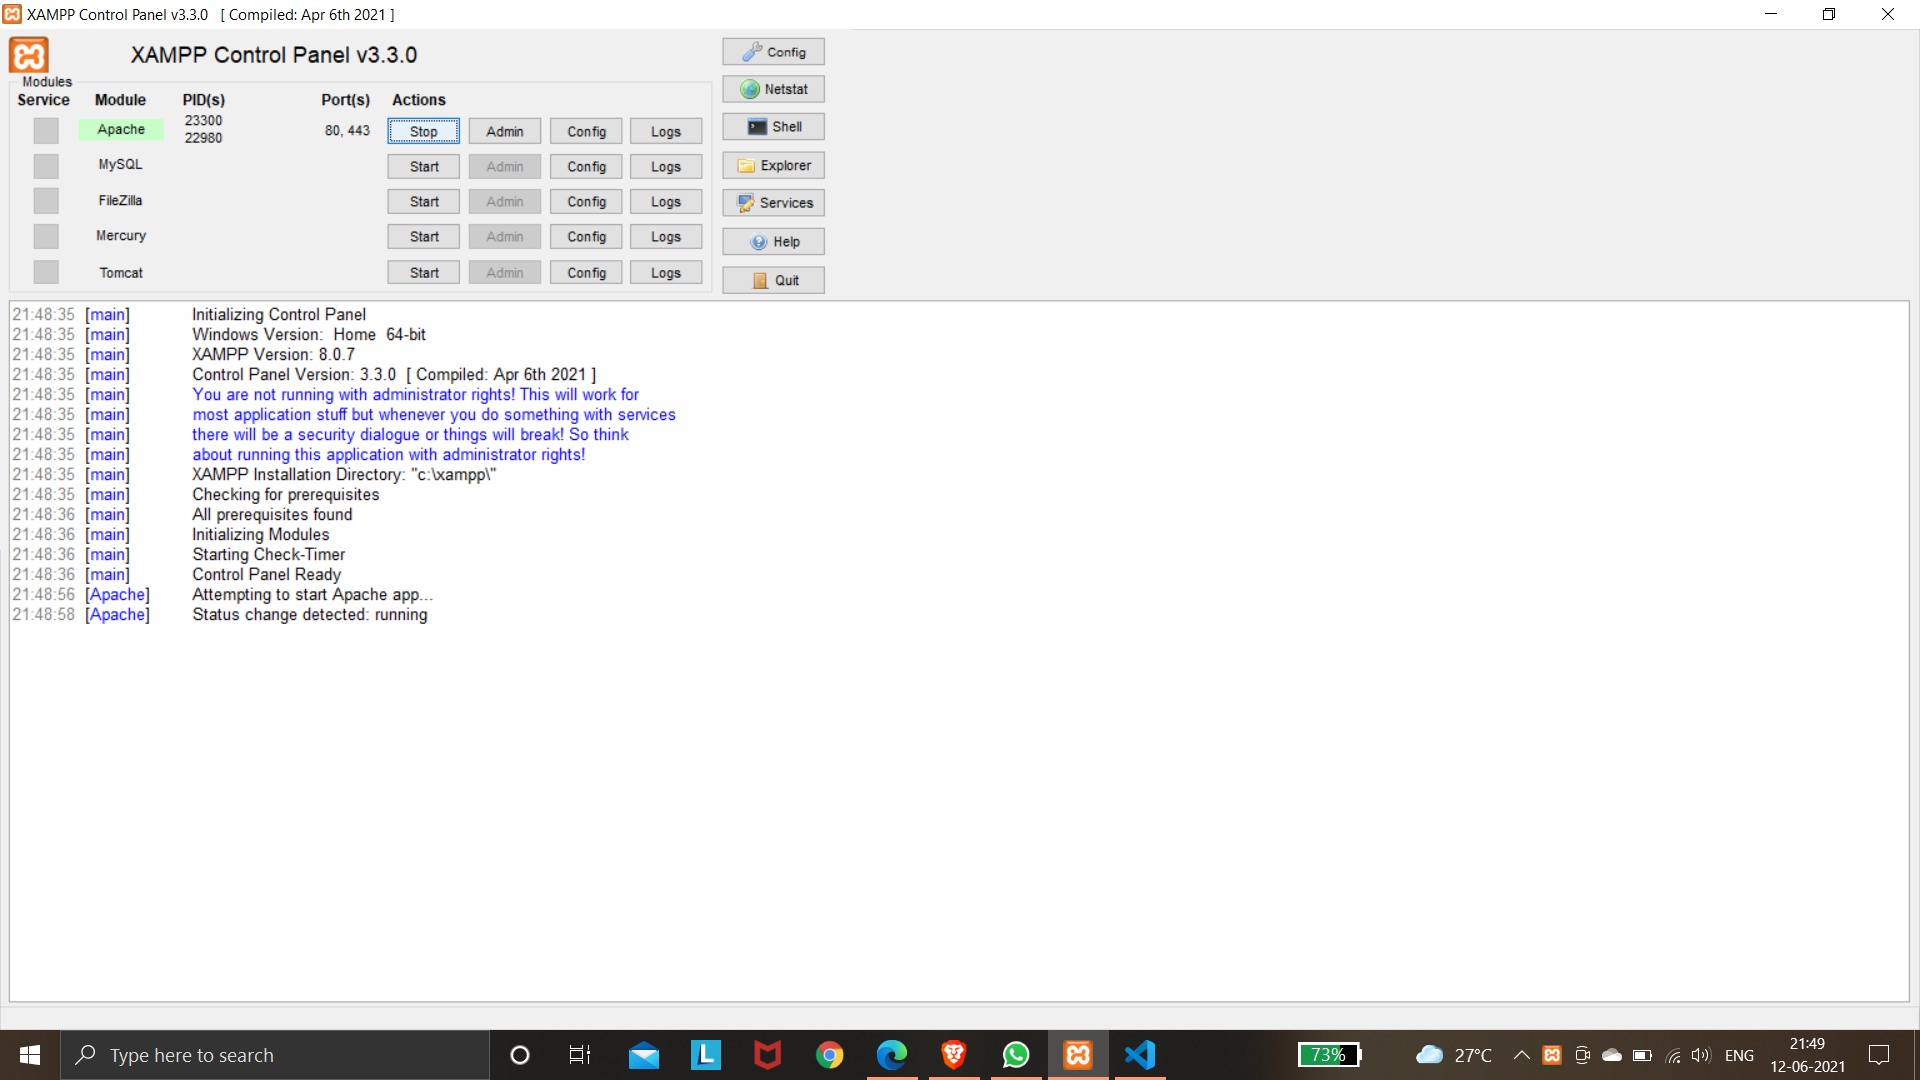 XAMPP Control Panel v3.3.0 [ Compiled: Apr 6th 2021 ]
XAMPP Control Panel v3.3.0
Modules
Service Module PID(s) Port(s) Actions
Apache 23300 22980 80, 443 Stop Admin Config Logs
MySQL Start Admin Config Logs
FileZilla Start Admin Config Logs
Mercury Start Admin Config Logs
Tomcat Start Admin Config Logs
Config
Netstat
Shell
Explorer
Services
Help
Quit
21:48:35 [main] Initializing Control Panel
21:48:35 [main] Windows Version: Home 64-bit
21:48:35 [main] XAMPP Version: 8.0.7
21:48:35 [main] Control Panel Version: 3.3.0 [ Compiled: Apr 6th 2021 ]
21:48:35 [main] You are not running with administrator rights! This will work for
21:48:35 [main] most application stuff but whenever you do something with services
21:48:35 [main] there will be a security dialogue or things will break! So think
21:48:35 [main] about running this application with administrator rights!
21:48:35 [main] XAMPP Installation Directory: "c:\xampp\"
21:48:35 [main] Checking for prerequisites
21:48:36 [main] All prerequisites found
21:48:36 [main] Initializing Modules
21:48:36 [main] Starting Check-Timer
21:48:36 [main] Control Panel Ready
21:48:56 [Apache] Attempting to start Apache app...
21:48:58 [Apache] Status change detected: running
Type here to search
L
73%
27°C
ENG
21:49
12-06-2021